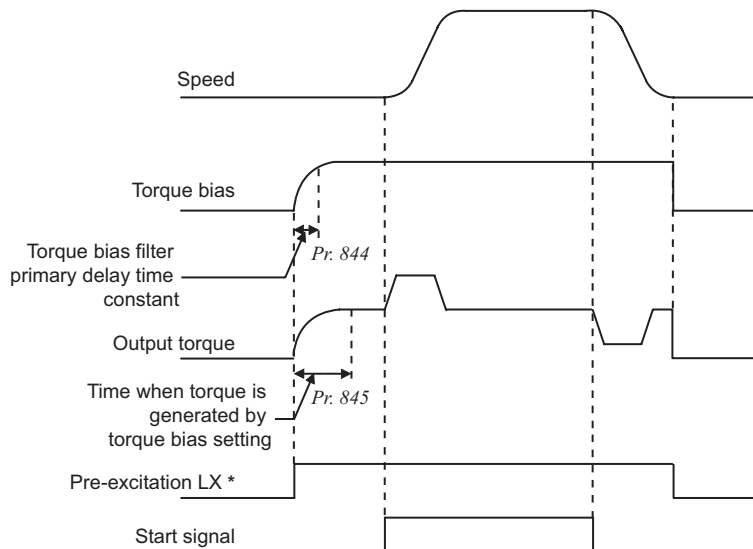 Speed
Torque bias
Torque bias filter
primary delay time
constant
Pr. 844
Output torque
Time when torque is
generated by
torque bias setting
Pr. 845
Pre-excitation LX *
Start signal